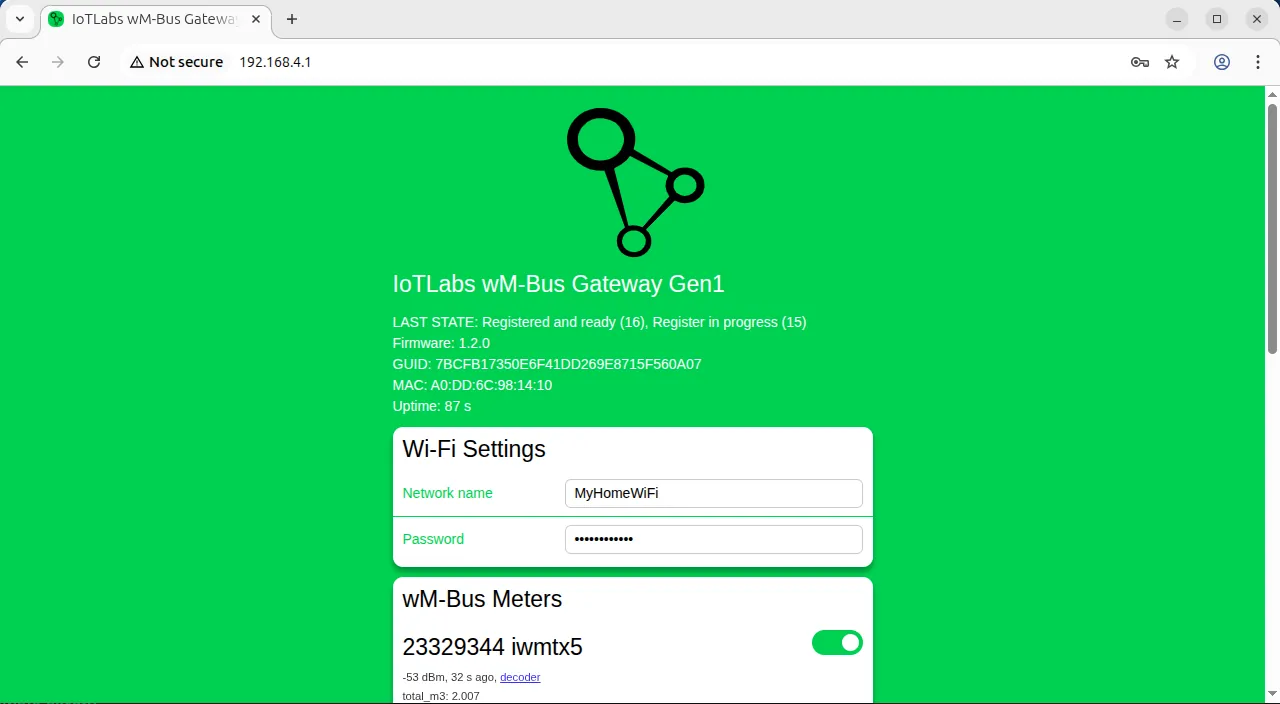 IoTLabs wM-Bus Gatewa
Not secure 192.168.4.1
IoTLabs wM-Bus Gateway Gen1
LAST STATE: Registered and ready (16), Register in progress (15)
Firmware: 1.2.0
GUID: 7BCFB17350E6F41DD269E8715F560A07
MAC: A0:DD:6C:98:14:10
Uptime: 87 s
Wi-Fi Settings
Network name MyHomeWiFi
Password ••••••••••••
wM-Bus Meters
23329344 iwmtx5
-53 dBm, 32 s ago, decoder
total_m3: 2.007